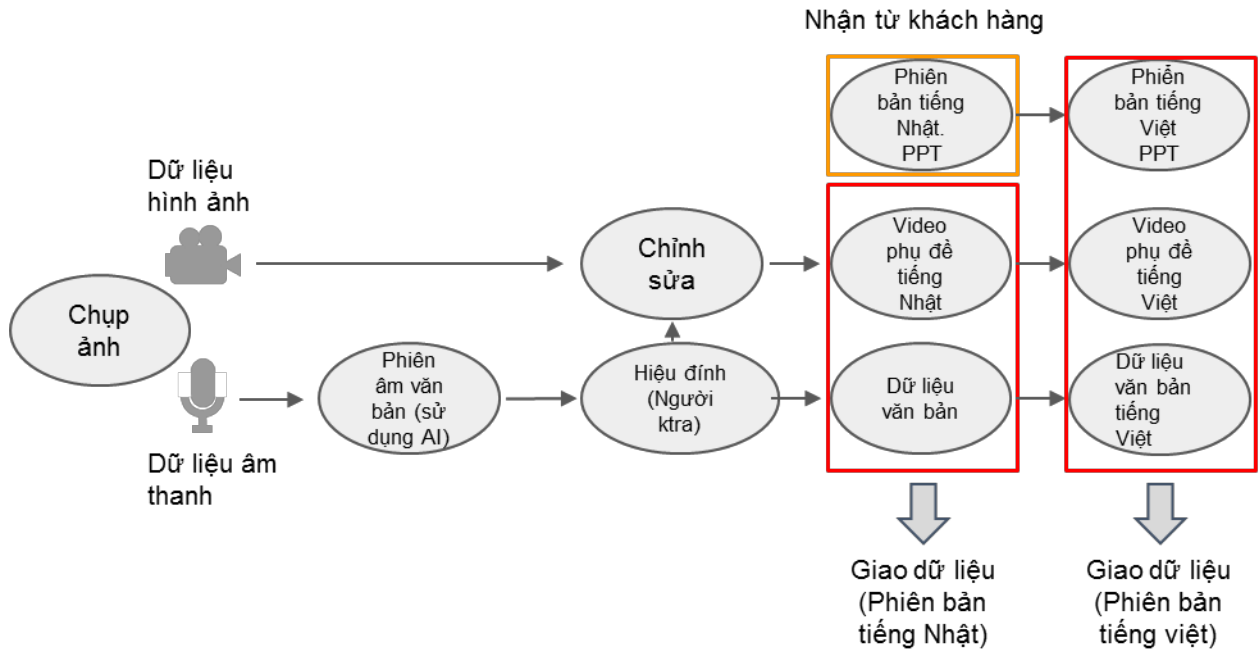 Nhận từ khách hàng
Phiên
bản tiếng
Nhật.
PPT
Phiển
bản tiếng
Việt
PPT
Dữ liệu
hình ảnh
Chỉnh
sửa
Video
phụ đề
tiếng
Nhật
Video
phụ đề
tiếng
Việt
Chụp
ảnh
Phiên
âm văn
bản (sử
dụng AI)
Hiệu đính
(Người
ktra)
Dữ liệu
văn bản
Dữ liệu
văn bản
tiếng
Việt
Dữ liệu âm
thanh
Giao dữ liệu
(Phiên bản
tiếng Nhật)
Giao dữ liệu
(Phiên bản
tiếng việt)